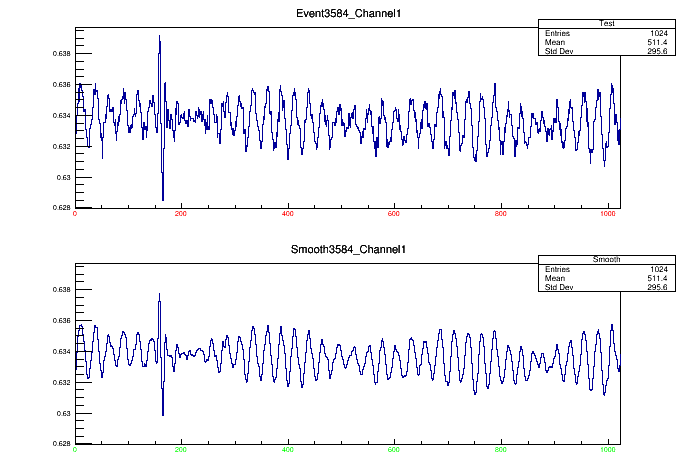 Event3584_Channel1
Test
Entries 1024
Mean 511.4
Std Dev 295.6
0.638
0.636
0.634
0.632
0.63
0.628
0 200 400 600 800 1000
Smooth3584_Channel1
Smooth
Entries 1024
Mean 511.4
Std Dev 295.6
0.638
0.636
0.634
0.632
0.63
0.628
0 200 400 600 800 1000